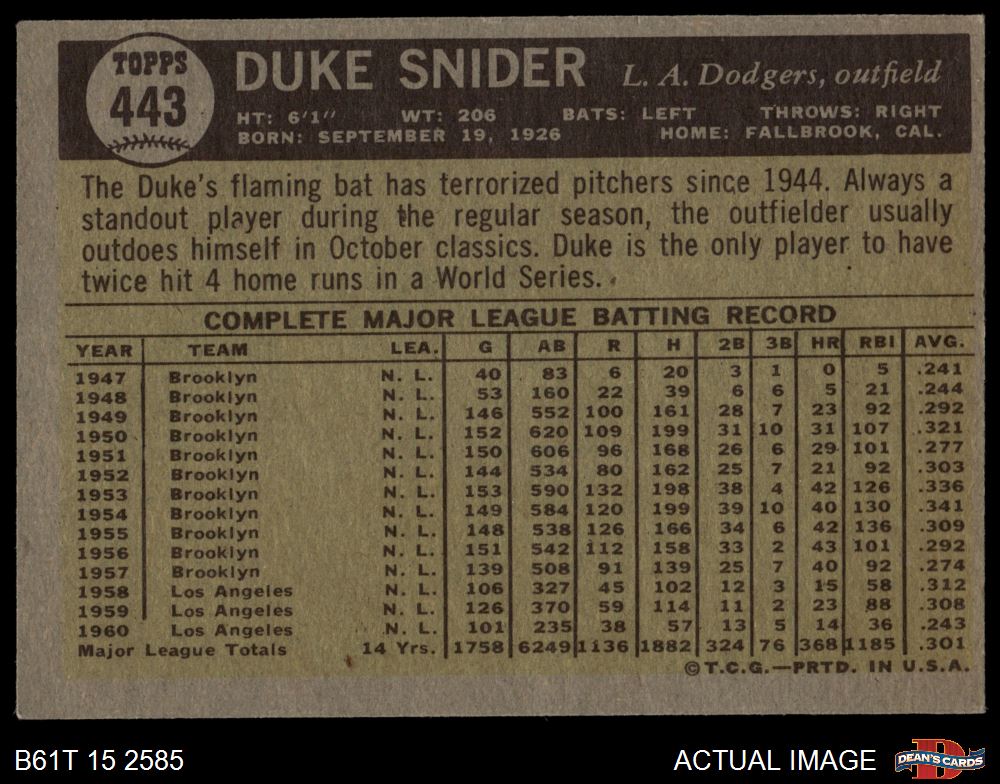 TOPPS
443
DUKE SNIDER L. A. Dodgers, outfield
HT: 6'1" WT: 206 BATS: LEFT THROWS: RIGHT
BORN: SEPTEMBER 19, 1926 HOME: FALLBROOK, CAL.
The Duke's flaming bat has terrorized pitchers since 1944. Always a
standout player during the regular season, the outfielder usually
outdoes himself in October classics. Duke is the only player to have
twice hit 4 home runs in a World Series.
COMPLETE MAJOR LEAGUE BATTING RECORD
YEAR TEAM LEA. G AB R H 2B 3B HR RBI AVG.
1947 Brooklyn N. L. 40 83 6 20 3 1 0 5 .241
1948 Brooklyn N. L. 53 160 22 39 6 6 5 21 .244
1949 Brooklyn N. L. 146 552 100 161 28 7 23 92 .292
1950 Brooklyn N. L. 152 620 109 199 31 10 31 107 .321
1951 Brooklyn N. L. 150 606 96 168 26 6 29 101 .277
1952 Brooklyn N. L. 144 534 80 162 25 7 21 92 .303
1953 Brooklyn N. L. 153 590 132 198 38 4 42 126 .336
1954 Brooklyn N. L. 149 584 120 199 39 10 40 130 .341
1955 Brooklyn N. L. 148 538 126 166 34 6 42 136 .309
1956 Brooklyn N. L. 151 542 112 158 33 2 43 101 .292
1957 Brooklyn N. L. 139 508 91 139 25 7 40 92 .274
1958 Los Angeles N. L. 106 327 45 102 12 3 15 58 .312
1959 Los Angeles N. L. 126 370 59 114 11 2 23 88 .308
1960 Los Angeles N. L. 101 235 38 57 13 5 14 36 .243
Major League Totals 14 Yrs. 1758 6249 1136 1882 324 76 368 1185 .301
©T.C.G.—PRTD. IN U.S.A.
B61T 15 2585 ACTUAL IMAGE DEAN'S CARDS